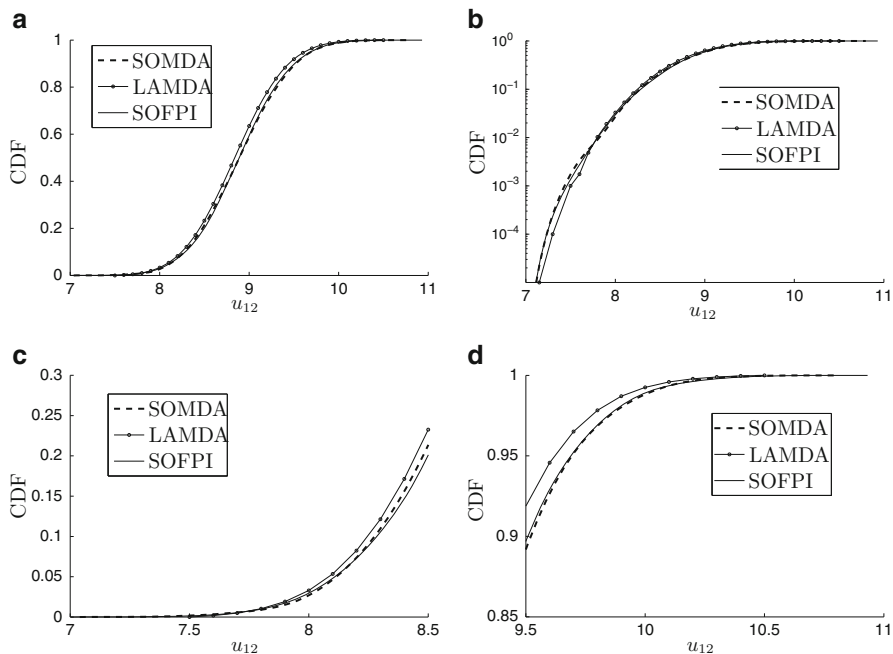 a
CDF
1
0.8
0.6
0.4
0.2
0
7 8 9 10 11
u₁₂
SOMDA
LAMDA
SOFPI
b
CDF
10⁰
10⁻¹
10⁻²
10⁻³
10⁻⁴
7 8 9 10 11
u₁₂
SOMDA
LAMDA
SOFPI
c
CDF
0.3
0.25
0.2
0.15
0.1
0.05
0
7 7.5 8 8.5
u₁₂
SOMDA
LAMDA
SOFPI
d
CDF
1
0.95
0.9
0.85
9.5 10 10.5 11
u₁₂
SOMDA
LAMDA
SOFPI